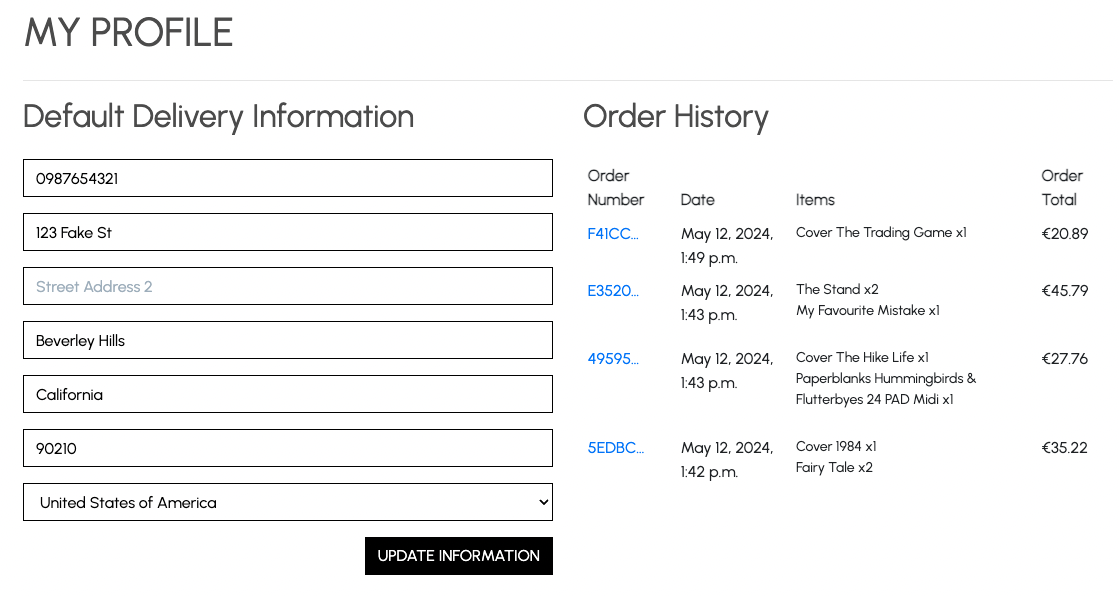 MY PROFILE
Default Delivery Information
0987654321
123 Fake St
Street Address 2
Beverley Hills
California
90210
United States of America
UPDATE INFORMATION
Order History
Order Number Date Items Order Total
F41CC... May 12, 2024, 1:49 p.m. Cover The Trading Game x1 €20.89
E3520... May 12, 2024, 1:43 p.m. The Stand x2 My Favourite Mistake x1 €45.79
49595... May 12, 2024, 1:43 p.m. Cover The Hike Life x1 Paperblanks Hummingbirds & Flutterbyes 24 PAD Midi x1 €27.76
5EDBC... May 12, 2024, 1:42 p.m. Cover 1984 x1 Fairy Tale x2 €35.22